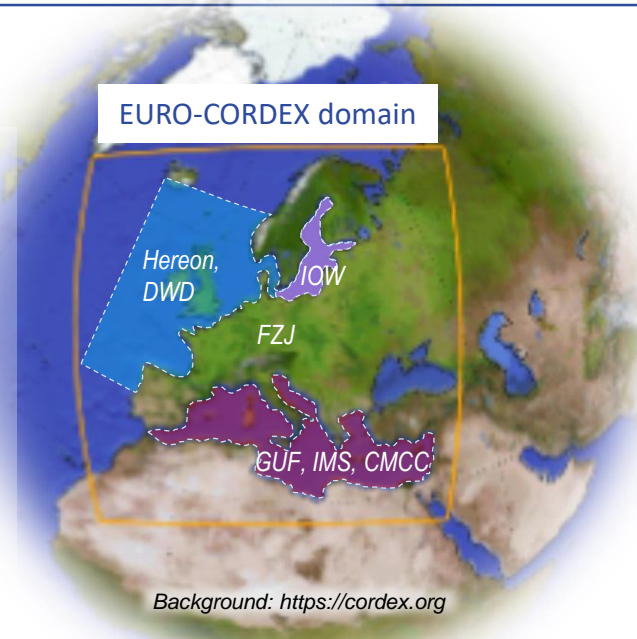 EURO-CORDEX domain
Hereon,
DWD
IOW
FZJ
GUF, IMS, CMCC
Background: https://cordex.org